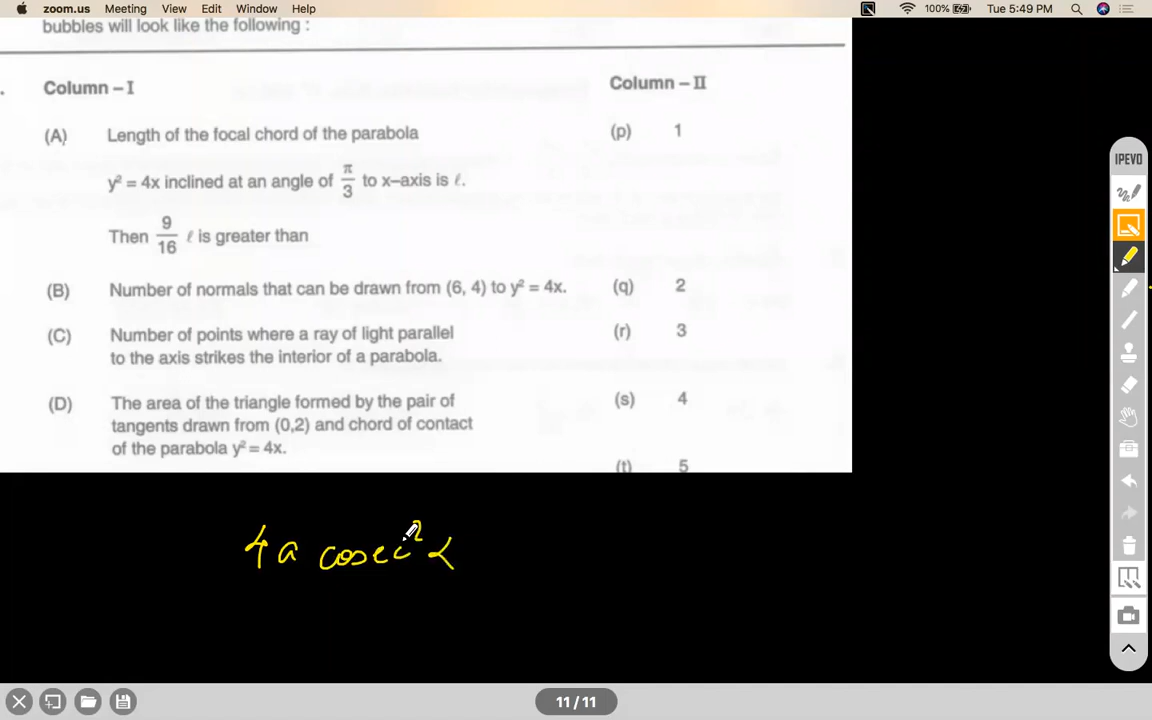 zoom.us Meeting View Edit Window Help 100% Tue 5:49 PM
bubbles will look like the following :
Column – I Column – II
(A) Length of the focal chord of the parabola (p) 1
y² = 4x inclined at an angle of π/3 to x–axis is ℓ.
Then 9/16 ℓ is greater than
(B) Number of normals that can be drawn from (6, 4) to y² = 4x. (q) 2
(C) Number of points where a ray of light parallel (r) 3
to the axis strikes the interior of a parabola.
(D) The area of the triangle formed by the pair of (s) 4
tangents drawn from (0,2) and chord of contact
of the parabola y² = 4x.
(t) 5
4a cosec² α
IPEVO
11 / 11